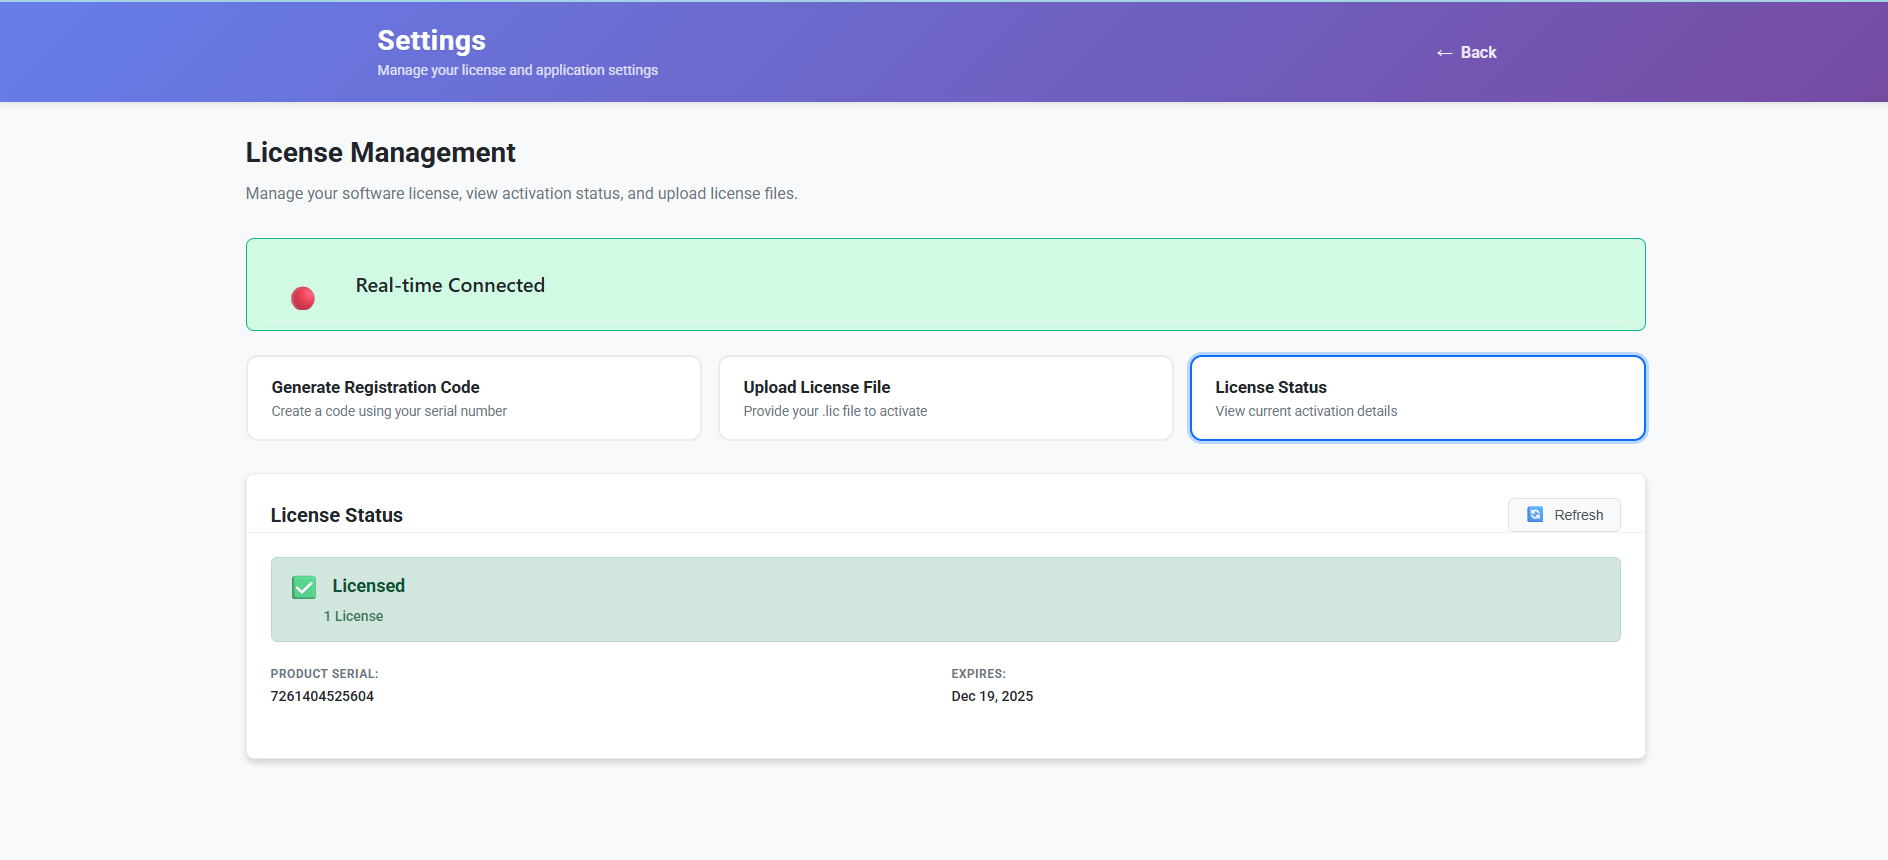 Settings
Manage your license and application settings
← Back
License Management
Manage your software license, view activation status, and upload license files.
Real-time Connected
Generate Registration Code
Create a code using your serial number
Upload License File
Provide your .lic file to activate
License Status
View current activation details
License Status
Refresh
Licensed
1 License
PRODUCT SERIAL:
7261404525604
EXPIRES:
Dec 19, 2025